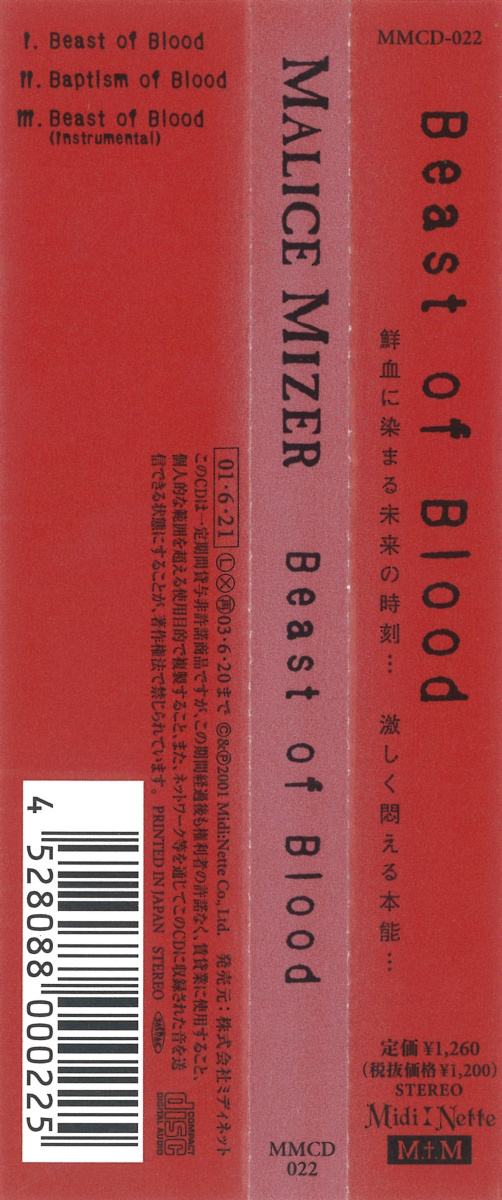 MMCD-022
Beast of Blood
鮮血に染まる未来の時刻… 激しく悶える本能…
定価 ¥1,260
(税抜価格 ¥1,200)
STEREO
Midi:Nette
M†M
MALICE MIZER Beast of Blood
MMCD
022
I. Beast of Blood
II. Baptism of Blood
III. Beast of Blood
(Instrumental)
01・6・21 Ⓛ Ⓧ 再 03・6・20まで ©&Ⓟ2001 Midi:Nette Co., Ltd. 発売元:株式会社ミディネット
このCDは一定期間貸与非許諾商品ですが、この期間経過後も権利者の許諾なく、賃貸業に使用すること、
個人的な範囲を超える使用目的で複製すること、また、ネットワーク等を通じてこのCDに収録された音を送
信できる状態にすることが、著作権法で禁じられています。 PRINTED IN JAPAN STEREO
COMPACT
disc
DIGITAL AUDIO
4 528088 000225